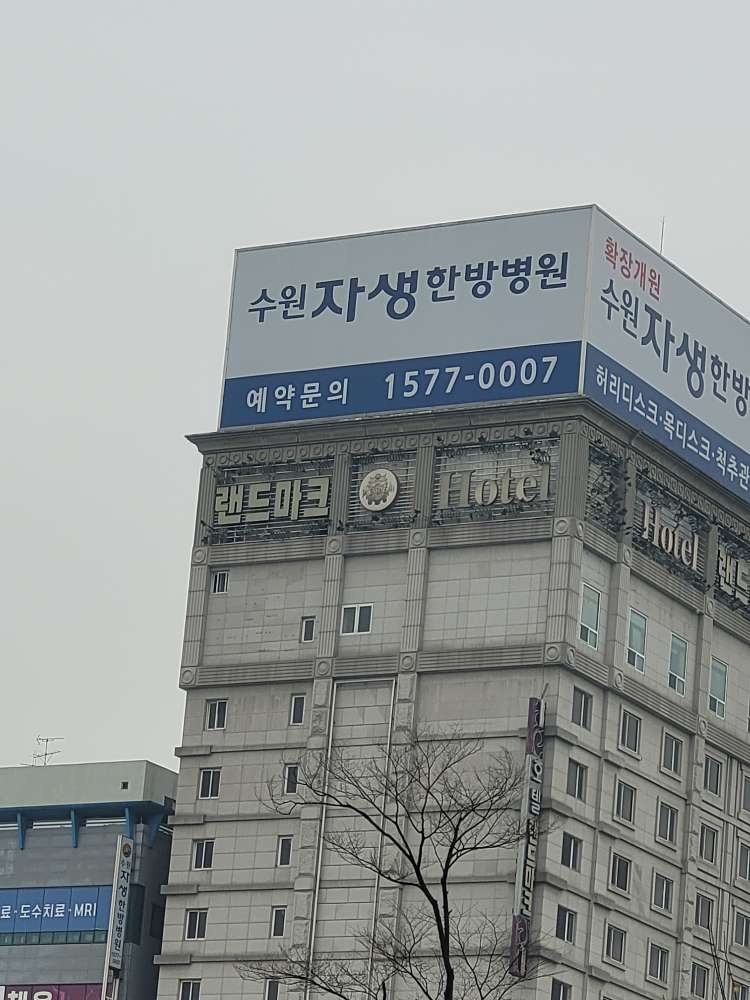 수원자생한방병원
예약문의 1577-0007
확장개원
수원자생한방
허리디스크·목디스크·척추관
랜드마크 Hotel
Hotel 랜드
자생한방병원
료·도수치료·MRI